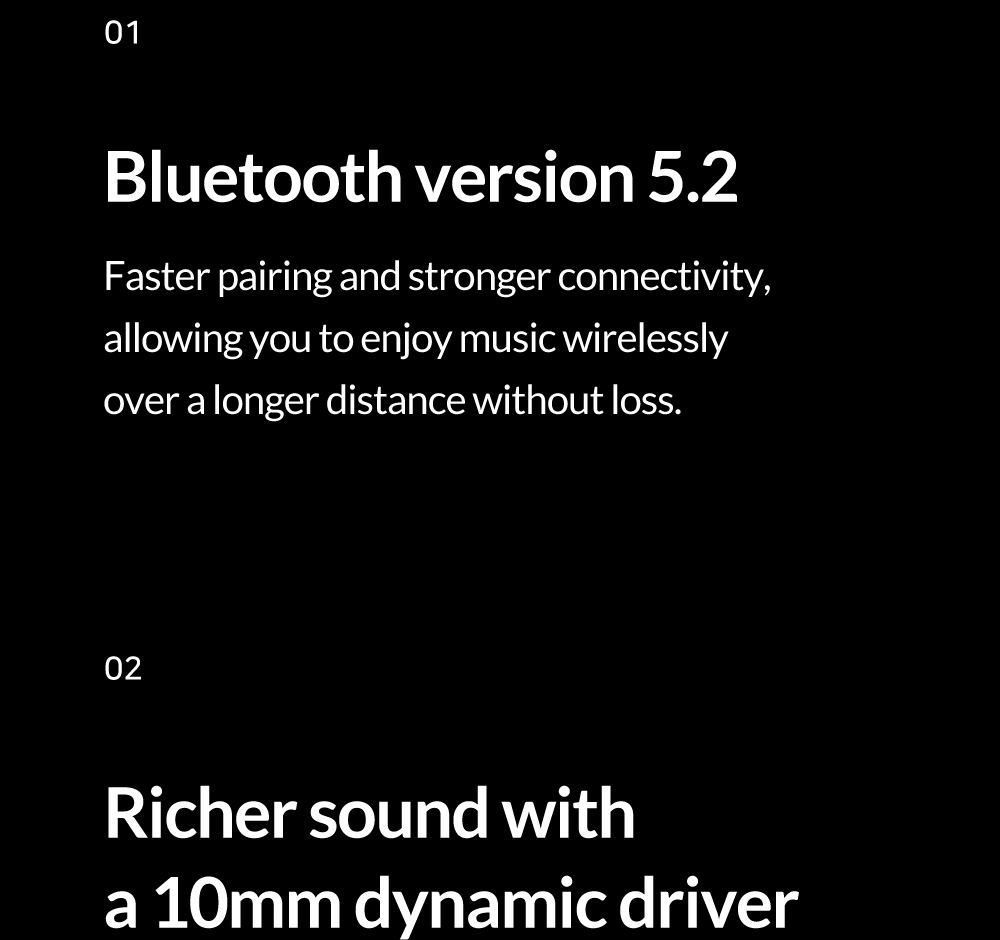 01
Bluetooth version 5.2
Faster pairing and stronger connectivity,
allowing you to enjoy music wirelessly
over a longer distance without loss.
02
Richer sound with
a 10mm dynamic driver